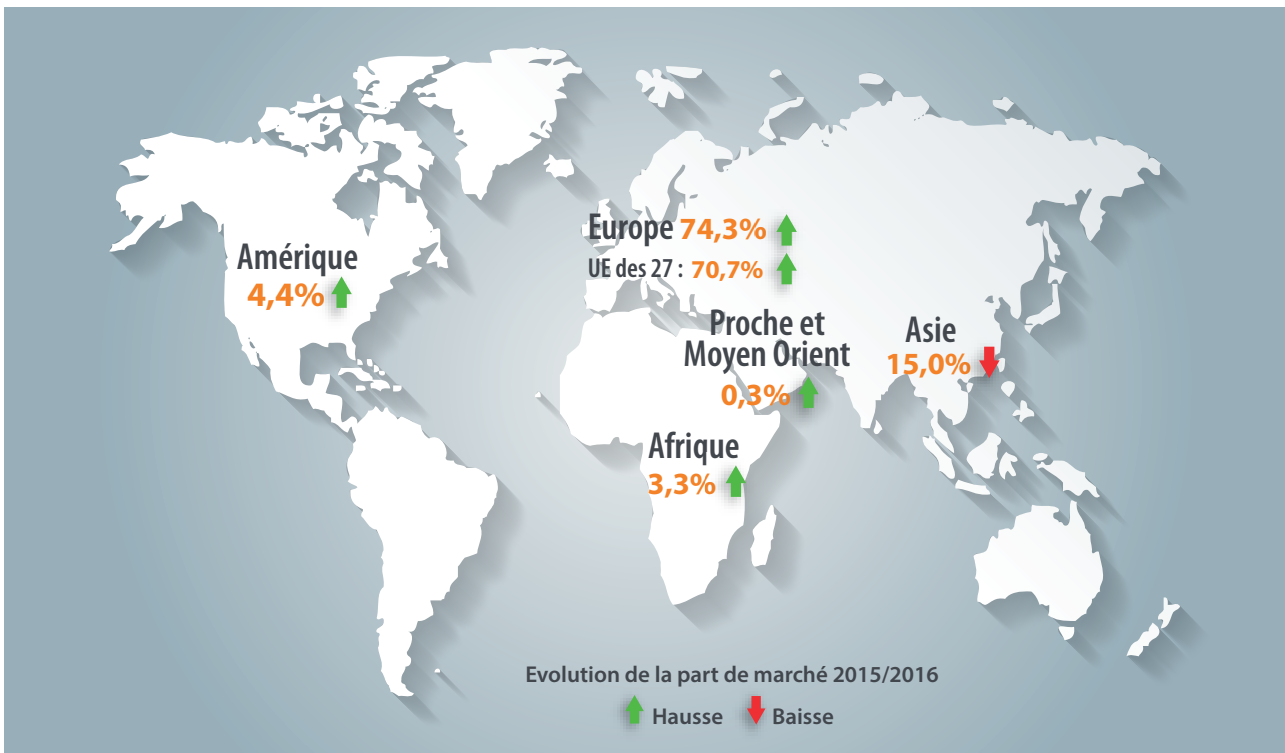 Amérique
4,4%
Europe 74,3%
UE des 27 : 70,7%
Proche et
Moyen Orient
0,3%
Asie
15,0%
Afrique
3,3%
Evolution de la part de marché 2015/2016
Hausse Baisse